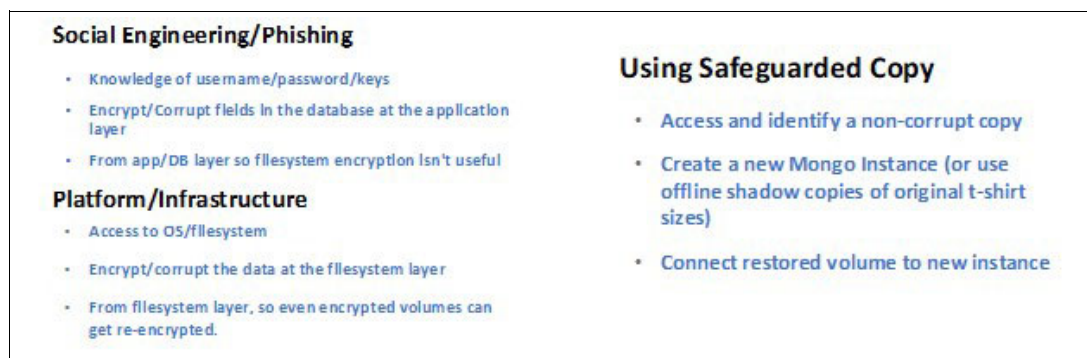 Social Engineering/Phishing
• Knowledge of username/password/keys
• Encrypt/Corrupt fields in the database at the application
layer
• From app/DB layer so filesystem encryption isn't useful
Platform/Infrastructure
• Access to OS/filesystem
• Encrypt/corrupt the data at the filesystem layer
• From filesystem layer, so even encrypted volumes can
get re-encrypted.
Using Safeguarded Copy
• Access and identify a non-corrupt copy
• Create a new Mongo Instance (or use
offline shadow copies of original t-shirt
sizes)
• Connect restored volume to new instance